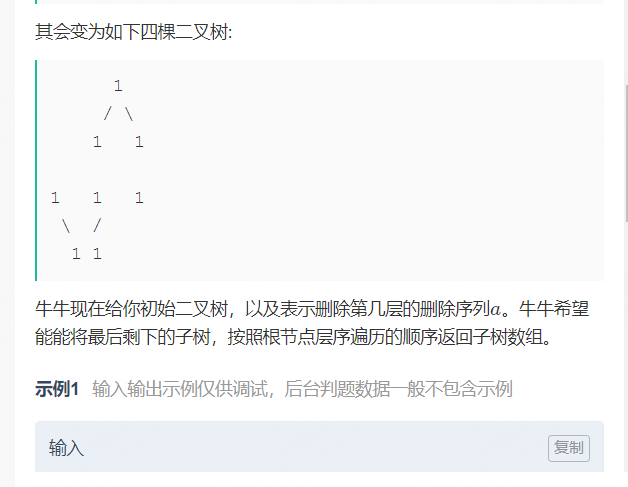 其会变为如下四棵二叉树:
1
/ \
1   1
1   1   1
\  /
1 1
牛牛现在给你初始二叉树，以及表示删除第几层的删除序列a。牛牛希望
能能将最后剩下的子树，按照根节点层序遍历的顺序返回子树数组。
示例1 输入输出示例仅供调试，后台判题数据一般不包含示例
输入 复制